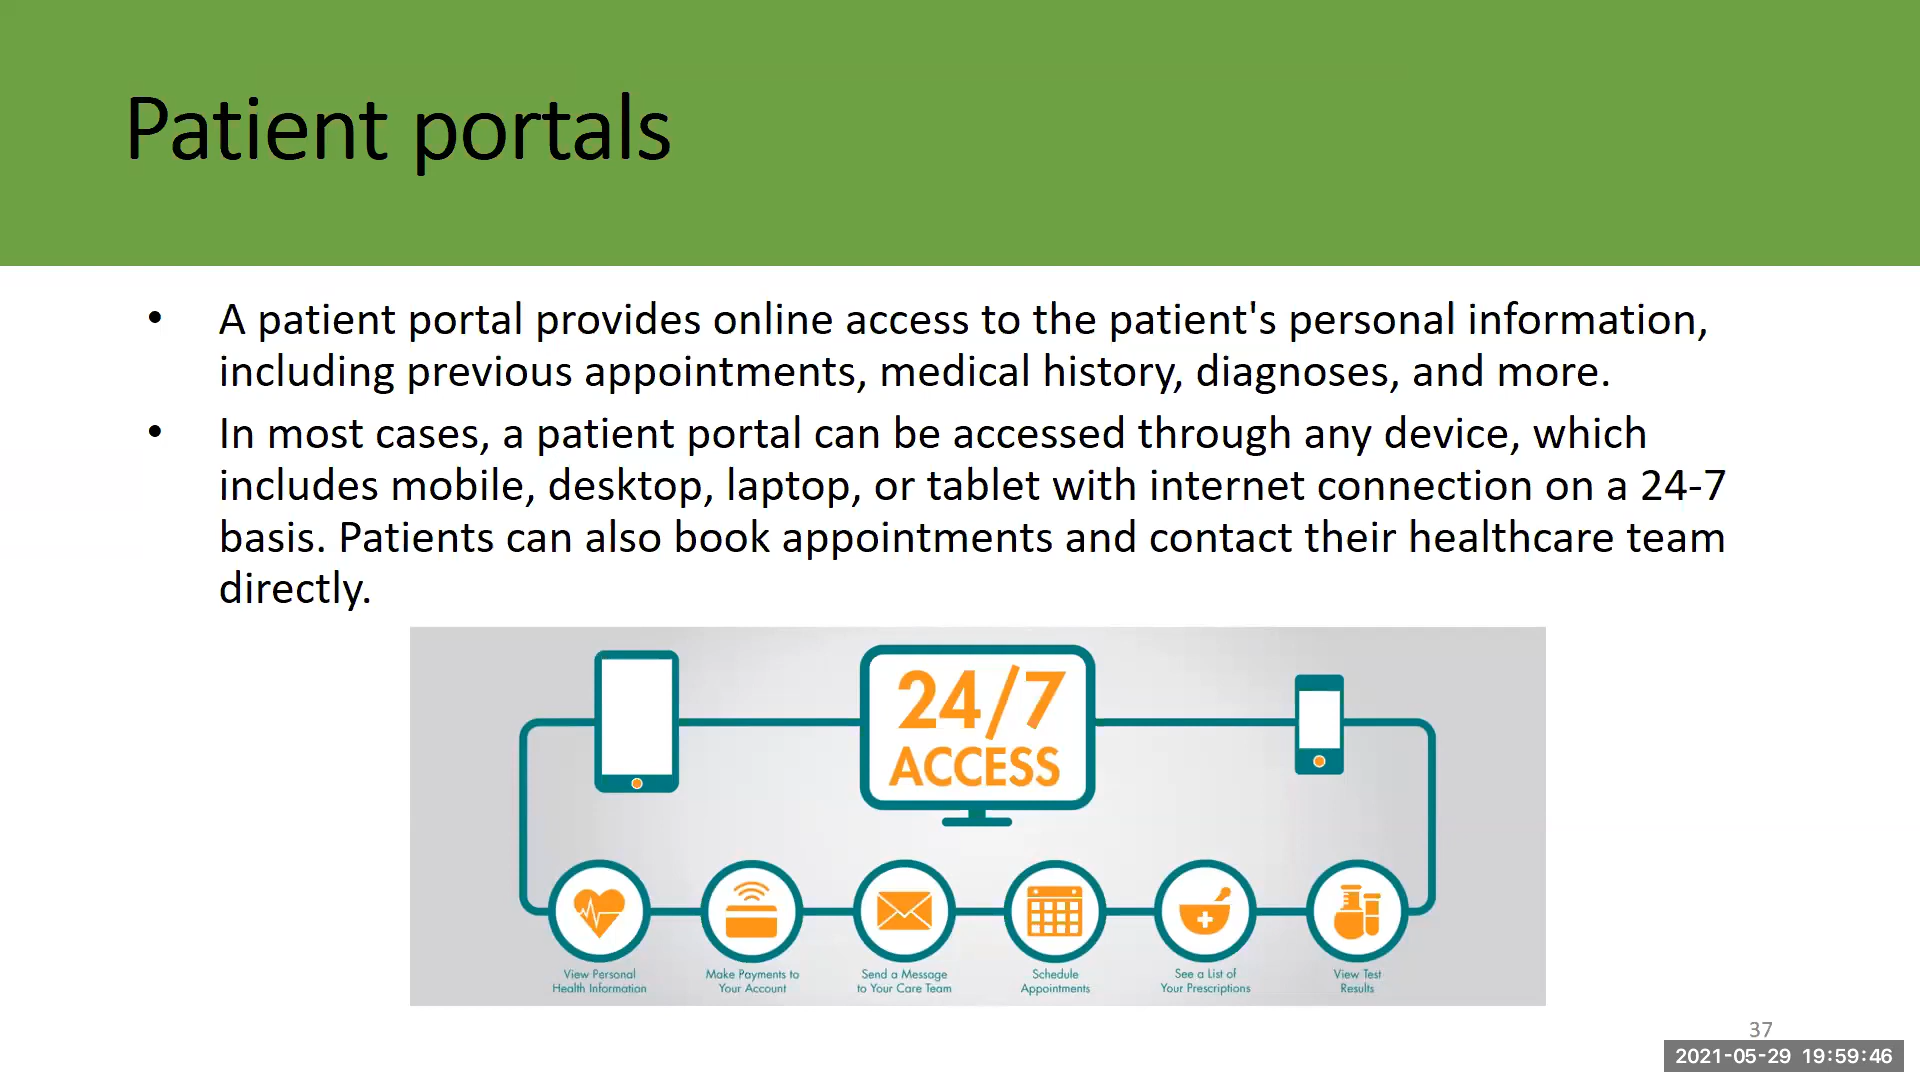 Patient portals
• A patient portal provides online access to the patient's personal information,
including previous appointments, medical history, diagnoses, and more.
• In most cases, a patient portal can be accessed through any device, which
includes mobile, desktop, laptop, or tablet with internet connection on a 24-7
basis. Patients can also book appointments and contact their healthcare team
directly.
24/7
ACCESS
View Personal
Health Information
Make Payments to
Your Account
Send a Message
to Your Care Team
Schedule
Appointments
See a List of
Your Prescriptions
View Test
Results
37
2021-05-29 19:59:46